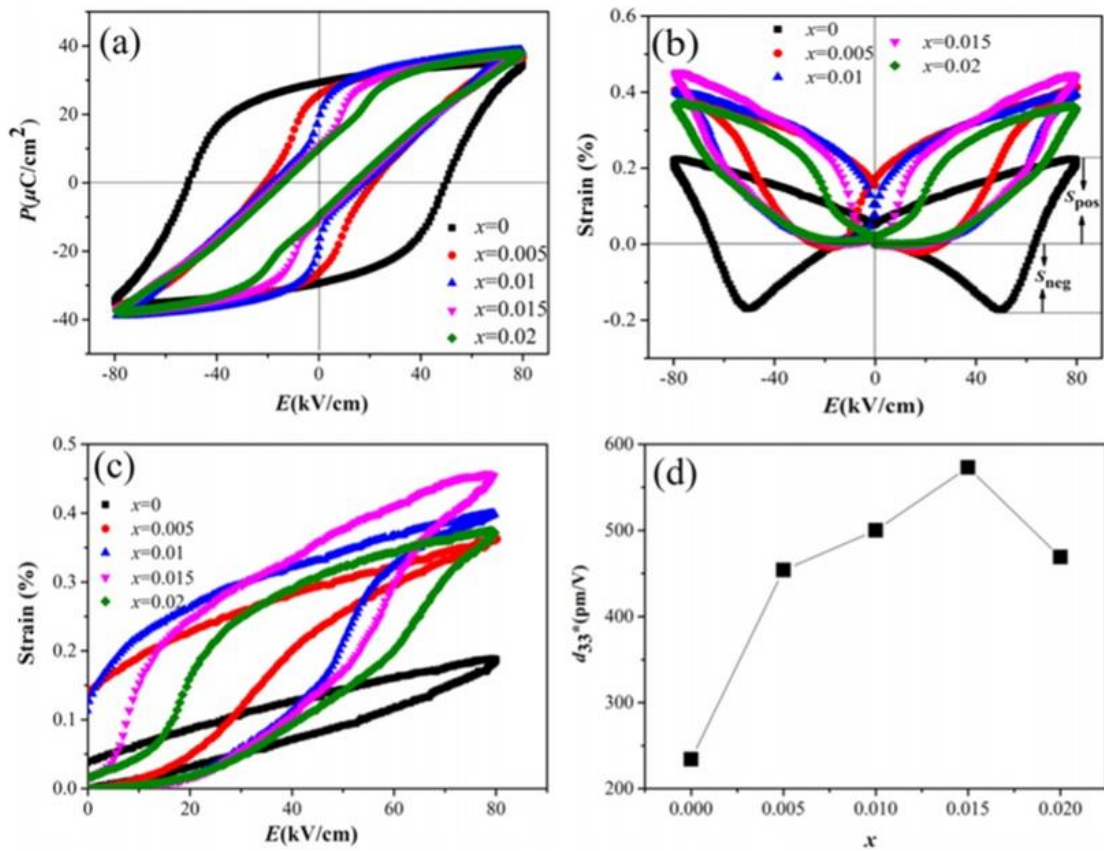 (a)
40
20
0
-20
-40
P(μC/cm²)
x=0
x=0.005
x=0.01
x=0.015
x=0.02
-80
-40
0
40
80
E(kV/cm)
(b)
0.6
0.4
0.2
0.0
-0.2
Strain (%)
x=0
x=0.005
x=0.01
x=0.015
x=0.02
Spos
Sneg
-80
-40
0
40
80
E(kV/cm)
(c)
0.5
0.4
0.3
0.2
0.1
0.0
Strain (%)
x=0
x=0.005
x=0.01
x=0.015
x=0.02
0
20
40
60
80
E(kV/cm)
(d)
600
500
400
300
200
d33*(pm/V)
0.000
0.005
0.010
0.015
0.020
x